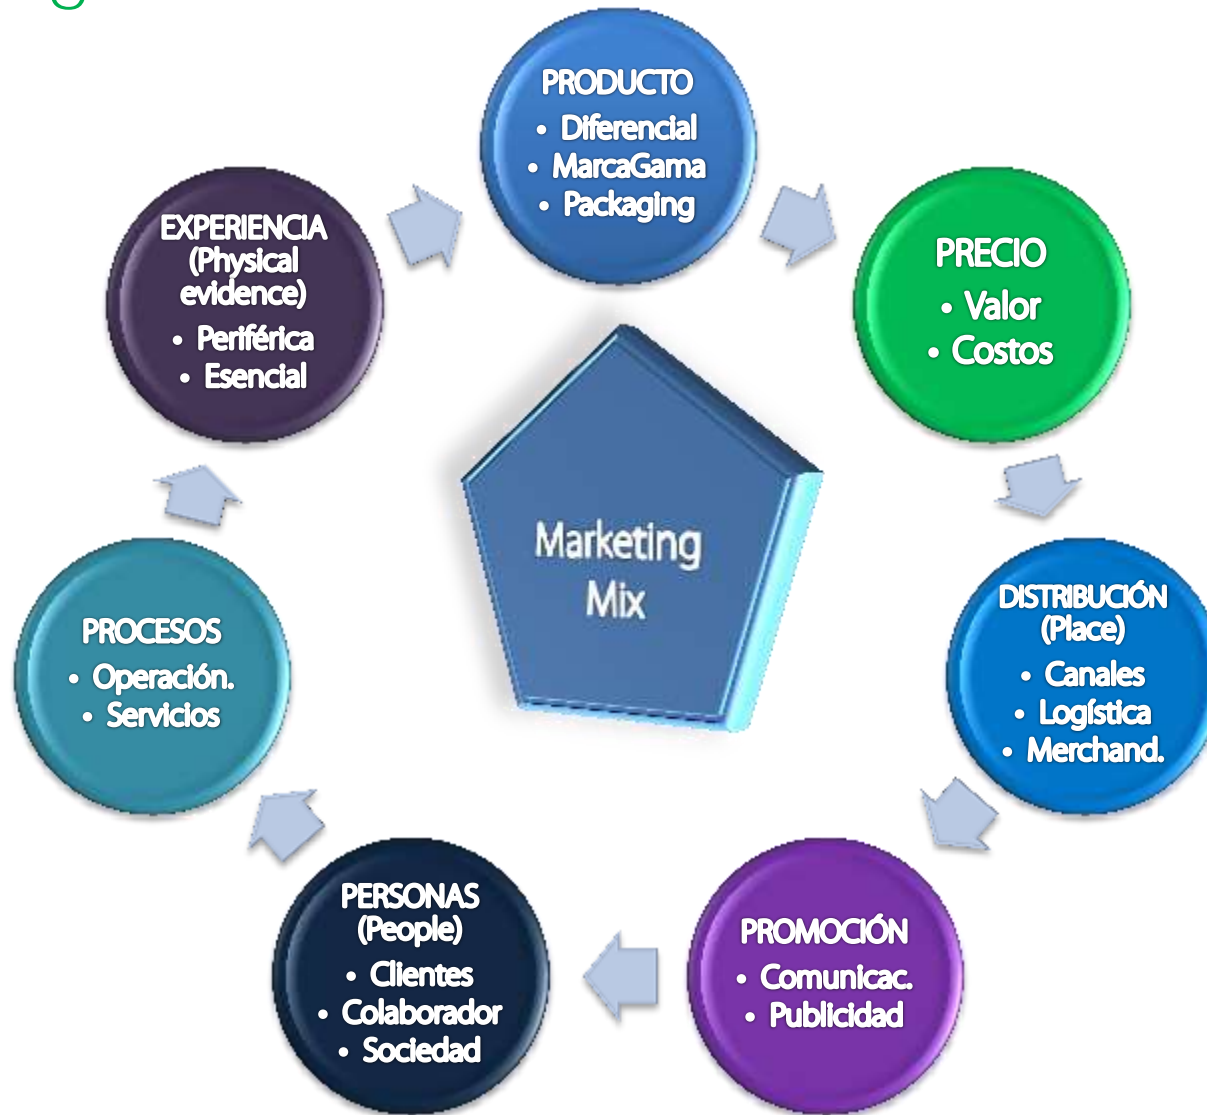 PRODUCTO
• Diferencial
• MarcaGama
• Packaging
PRECIO
• Valor
• Costos
DISTRIBUCIÓN
(Place)
• Canales
• Logística
• Merchand.
PROMOCIÓN
• Comunicac.
• Publicidad
PERSONAS
(People)
• Clientes
• Colaborador
• Sociedad
PROCESOS
• Operación.
• Servicios
EXPERIENCIA
(Physical
evidence)
• Periférica
• Esencial
Marketing
Mix